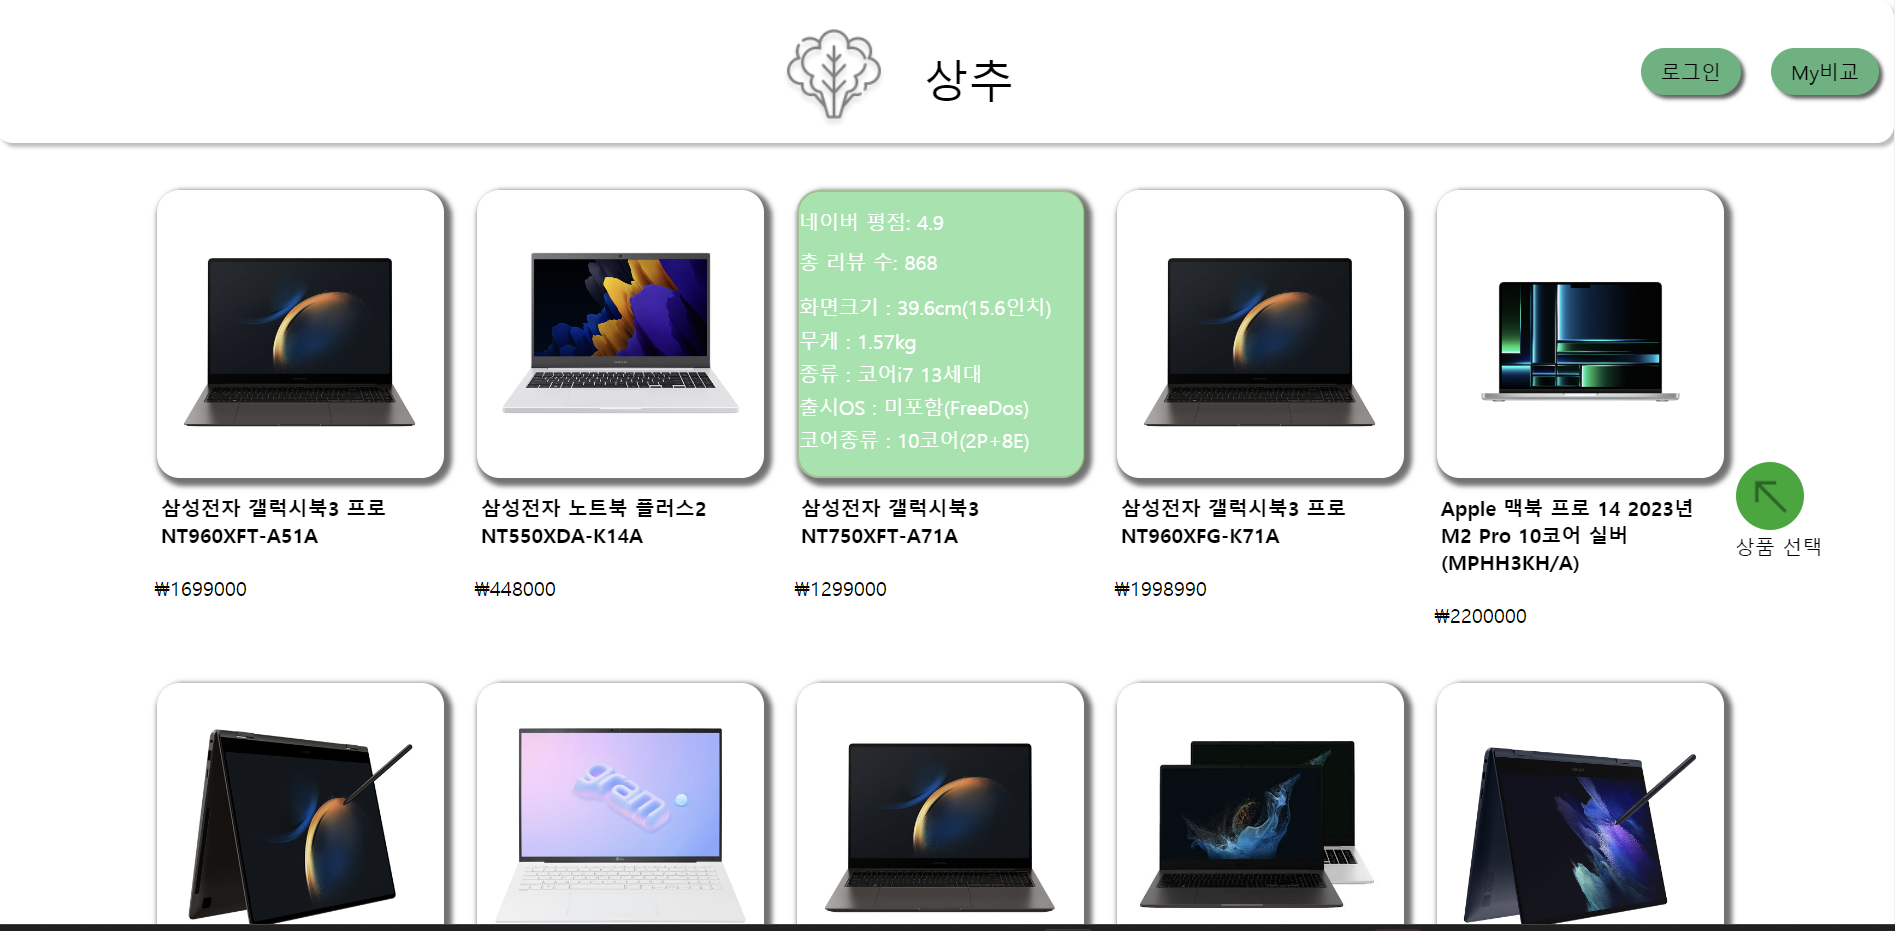 상추
로그인
My비교
네이버 평점: 4.9
총 리뷰 수: 868
화면크기 : 39.6cm(15.6인치)
무게 : 1.57kg
종류 : 코어i7 13세대
출시OS : 미포함(FreeDos)
코어종류 : 10코어(2P+8E)
삼성전자 갤럭시북3 프로
NT960XFT-A51A
₩1699000
삼성전자 노트북 플러스2
NT550XDA-K14A
₩448000
삼성전자 갤럭시북3
NT750XFT-A71A
₩1299000
삼성전자 갤럭시북3 프로
NT960XFG-K71A
₩1998990
Apple 맥북 프로 14 2023년
M2 Pro 10코어 실버
(MPHH3KH/A)
₩2200000
상품 선택
gram